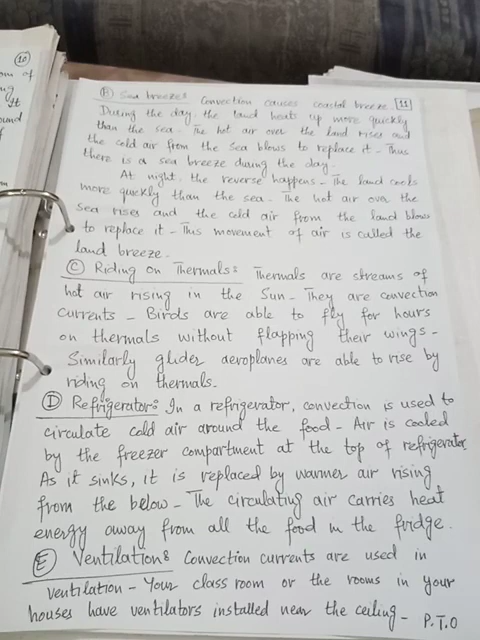 10
om of
ng
It
ound
f
m
(B) Sea breeze: Convection causes coastal breeze 11
During the day, the land heats up more quickly
than the sea - The hot air over the land rises and
the cold air from the sea blows to replace it - Thus
there is a sea breeze during the day.
At night, the reverse happens - The land cools
more quickly than the sea - The hot air over the
sea rises and the cold air from the land blows
to replace it - This movement of air is called the
land breeze -
(C) Riding on Thermals: Thermals are streams of
hot air rising in the Sun - They are convection
currents - Birds are able to fly for hours
on thermals without flapping their wings -
Similarly glider aeroplanes are able to rise by
riding on thermals -
(D) Refrigerator: In a refrigerator, convection is used to
circulate cold air around the food - Air is cooled
by the freezer compartment at the top of refrigerator
As it sinks, it is replaced by warmer air rising
from the below - The circulating air carries heat
energy away from all the food in the fridge.
(E) Ventilation: Convection currents are used in
ventilation - Your class room or the rooms in your
houses have ventilators installed near the ceiling - P.T.O